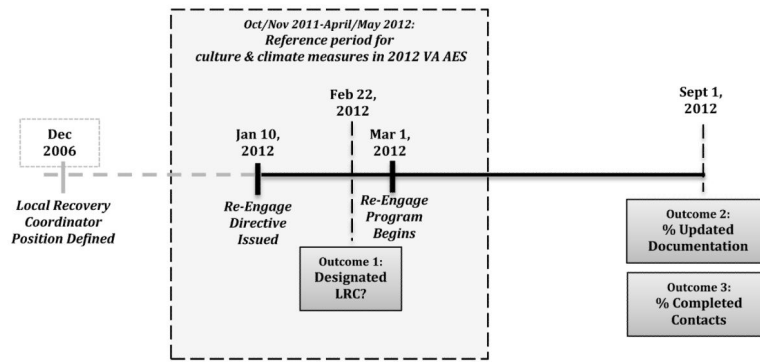 Oct/Nov 2011-April/May 2012:
Reference period for
culture & climate measures in 2012 VA AES
Dec
2006
Local Recovery
Coordinator
Position Defined
Jan 10,
2012
Re-Engage
Directive
Issued
Feb 22,
2012
Outcome 1:
Designated
LRC?
Mar 1,
2012
Re-Engage
Program
Begins
Sept 1,
2012
Outcome 2:
% Updated
Documentation
Outcome 3:
% Completed
Contacts